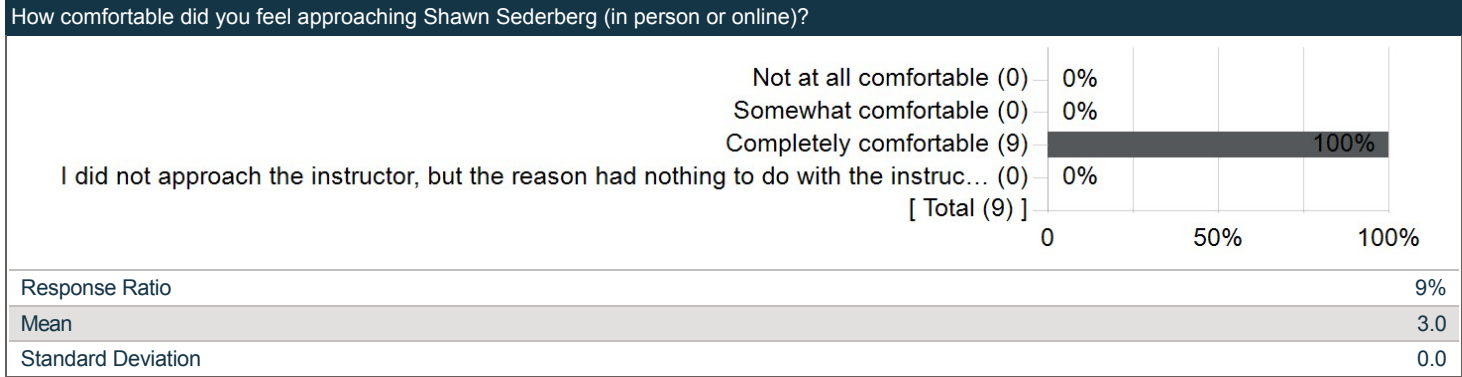 How comfortable did you feel approaching Shawn Sederberg (in person or online)?
Not at all comfortable (0) 0%
Somewhat comfortable (0) 0%
Completely comfortable (9) 100%
I did not approach the instructor, but the reason had nothing to do with the instruc... (0) 0%
[ Total (9) ]
0 50% 100%
Response Ratio 9%
Mean 3.0
Standard Deviation 0.0